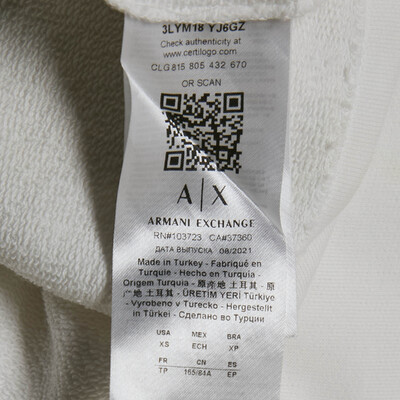 3LYM18 YJ6GZ
Check authenticity at
www.certilogo.com
CLG 815 805 432 670
OR SCAN
A|X
ARMANI EXCHANGE
RN#103723 CA#37360
ДАТА ВЫПУСКА 08/2021
Made in Turkey - Fabriqué en
Turquie - Hecho en Turquia -
Origem Turquia - 原產地 土耳其 - 原
产地 土耳其 - ÜRETİM YERİ Türkiye
- Vyrobeno v Turecko - Hergestellt
in Türkei - Сделано во Турции
USA MEX BRA
XS ECH XP
FR CN ES
TP 165/84A EP